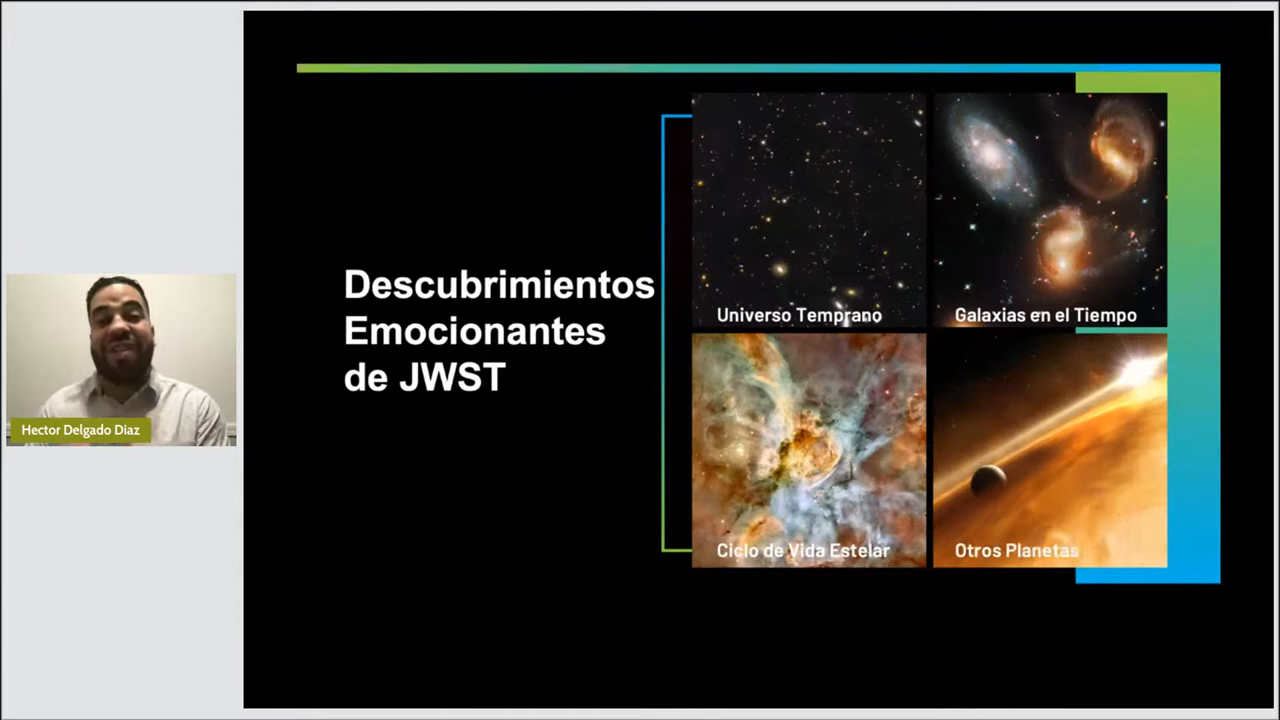 Descubrimientos
Emocionantes
de JWST
Universo Temprano
Galaxias en el Tiempo
Ciclo de Vida Estelar
Otros Planetas
Hector Delgado Diaz